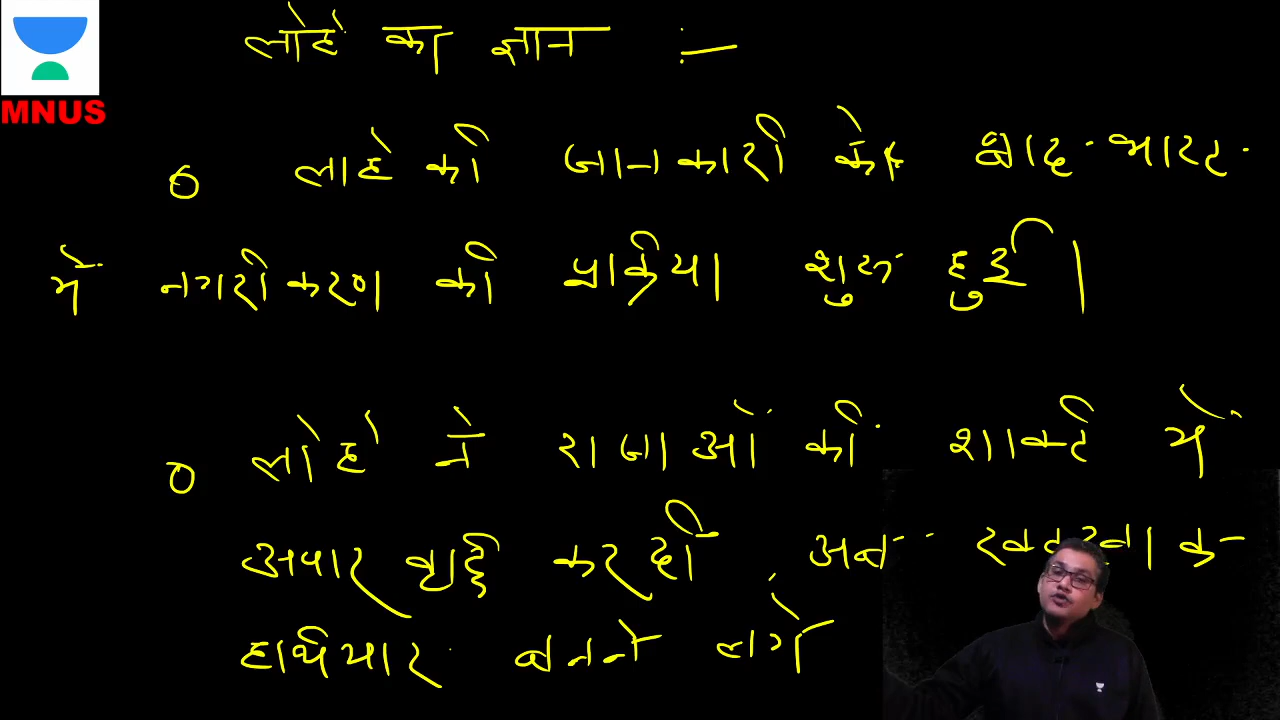 MNUS
लोहे का ज्ञान :-
० लोहे की जानकारी के बाद भारत
में नगरीकरण की प्रक्रिया शुरू हुई।
० लोहे ने राजाओं की शक्ति में
अपार वृद्धि कर दी, अब
हथियार बनने लगे